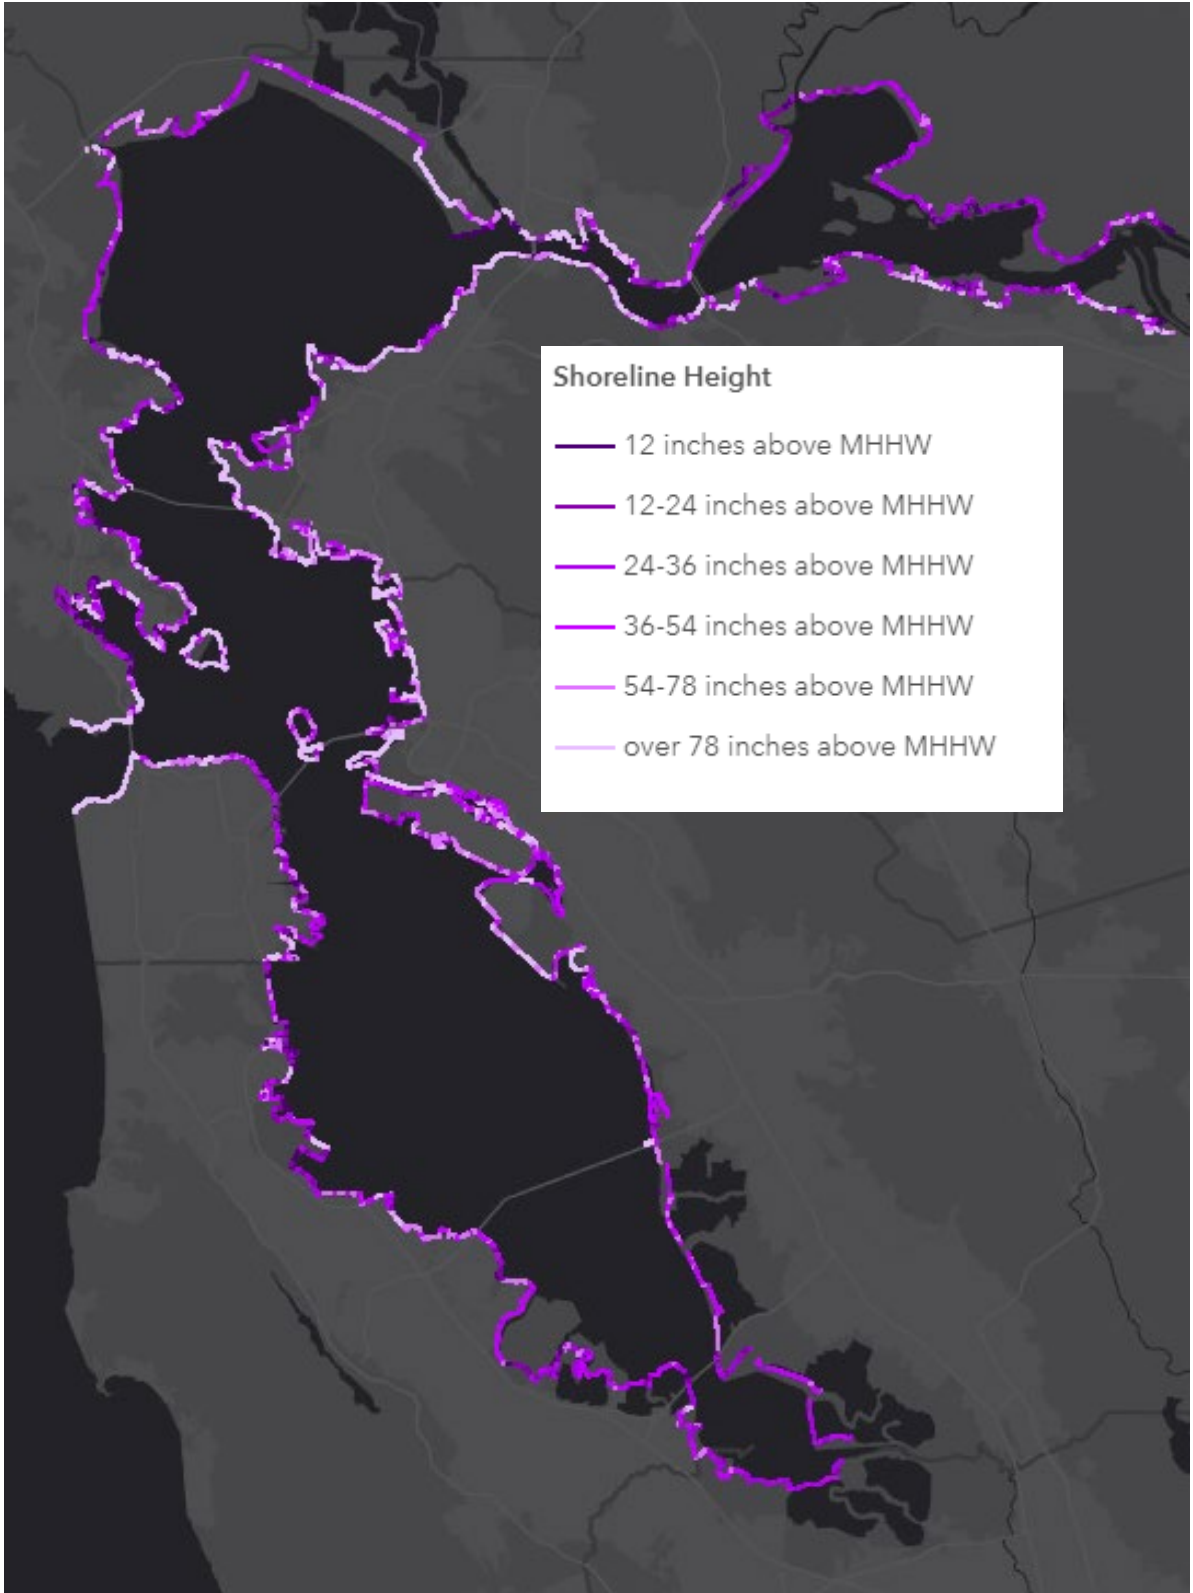 Shoreline Height
12 inches above MHHW
12-24 inches above MHHW
24-36 inches above MHHW
36-54 inches above MHHW
54-78 inches above MHHW
over 78 inches above MHHW